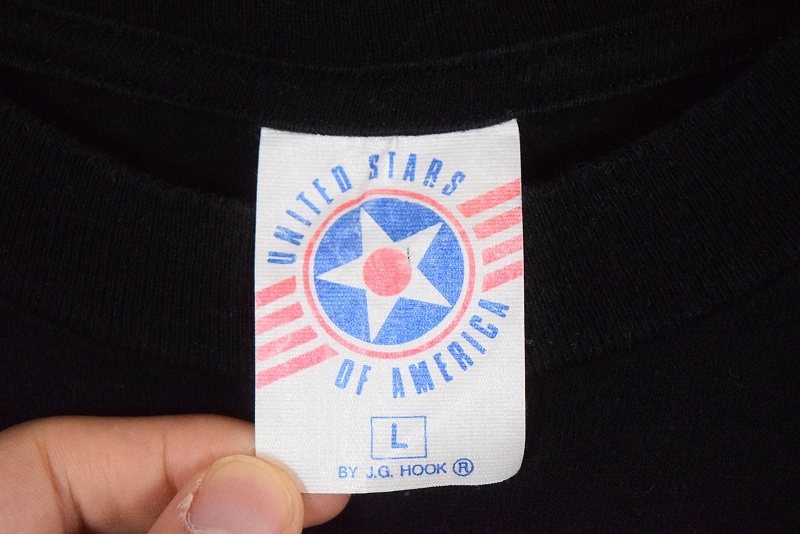 UNITED STARS
OF AMERICA
L
BY J.G. HOOK ®